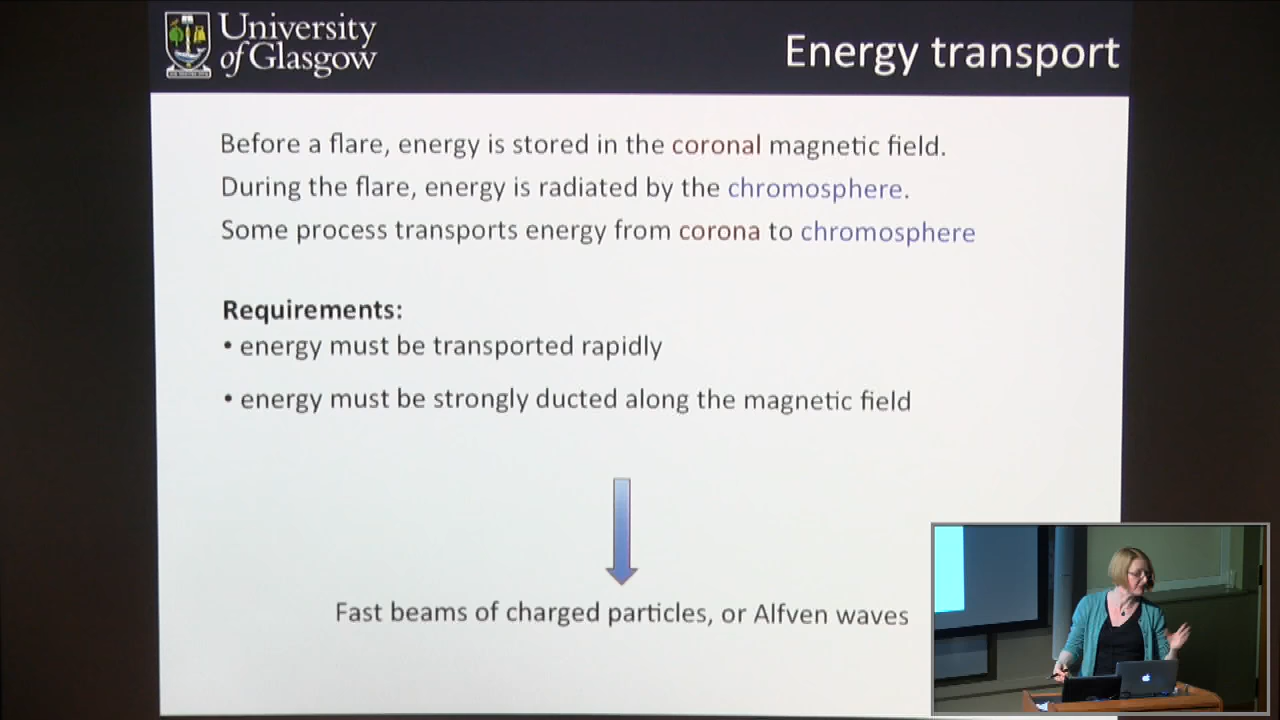 University
of Glasgow
Energy transport
Before a flare, energy is stored in the coronal magnetic field.
During the flare, energy is radiated by the chromosphere.
Some process transports energy from corona to chromosphere
Requirements:
• energy must be transported rapidly
• energy must be strongly ducted along the magnetic field
Fast beams of charged particles, or Alfven waves